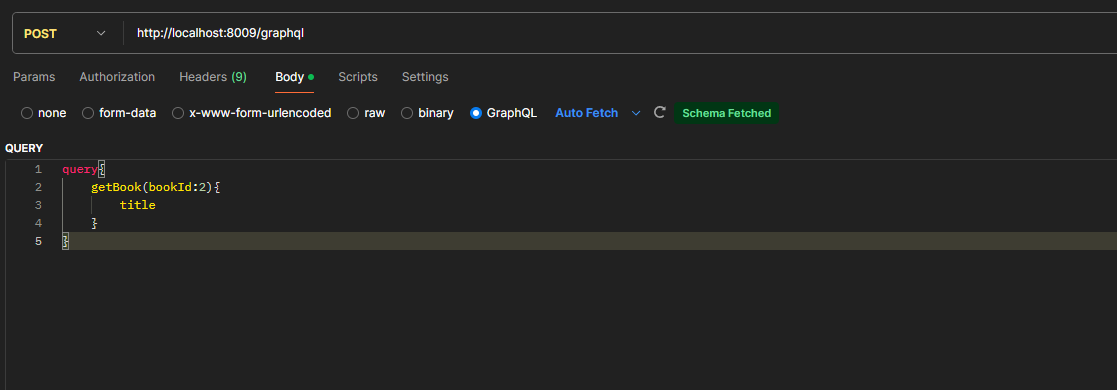 POST http://localhost:8009/graphql
Params Authorization Headers (9) Body Scripts Settings
none form-data x-www-form-urlencoded raw binary GraphQL Auto Fetch Schema Fetched
QUERY
1 query{
2 getBook(bookId:2){
3 title
4 }
5 }